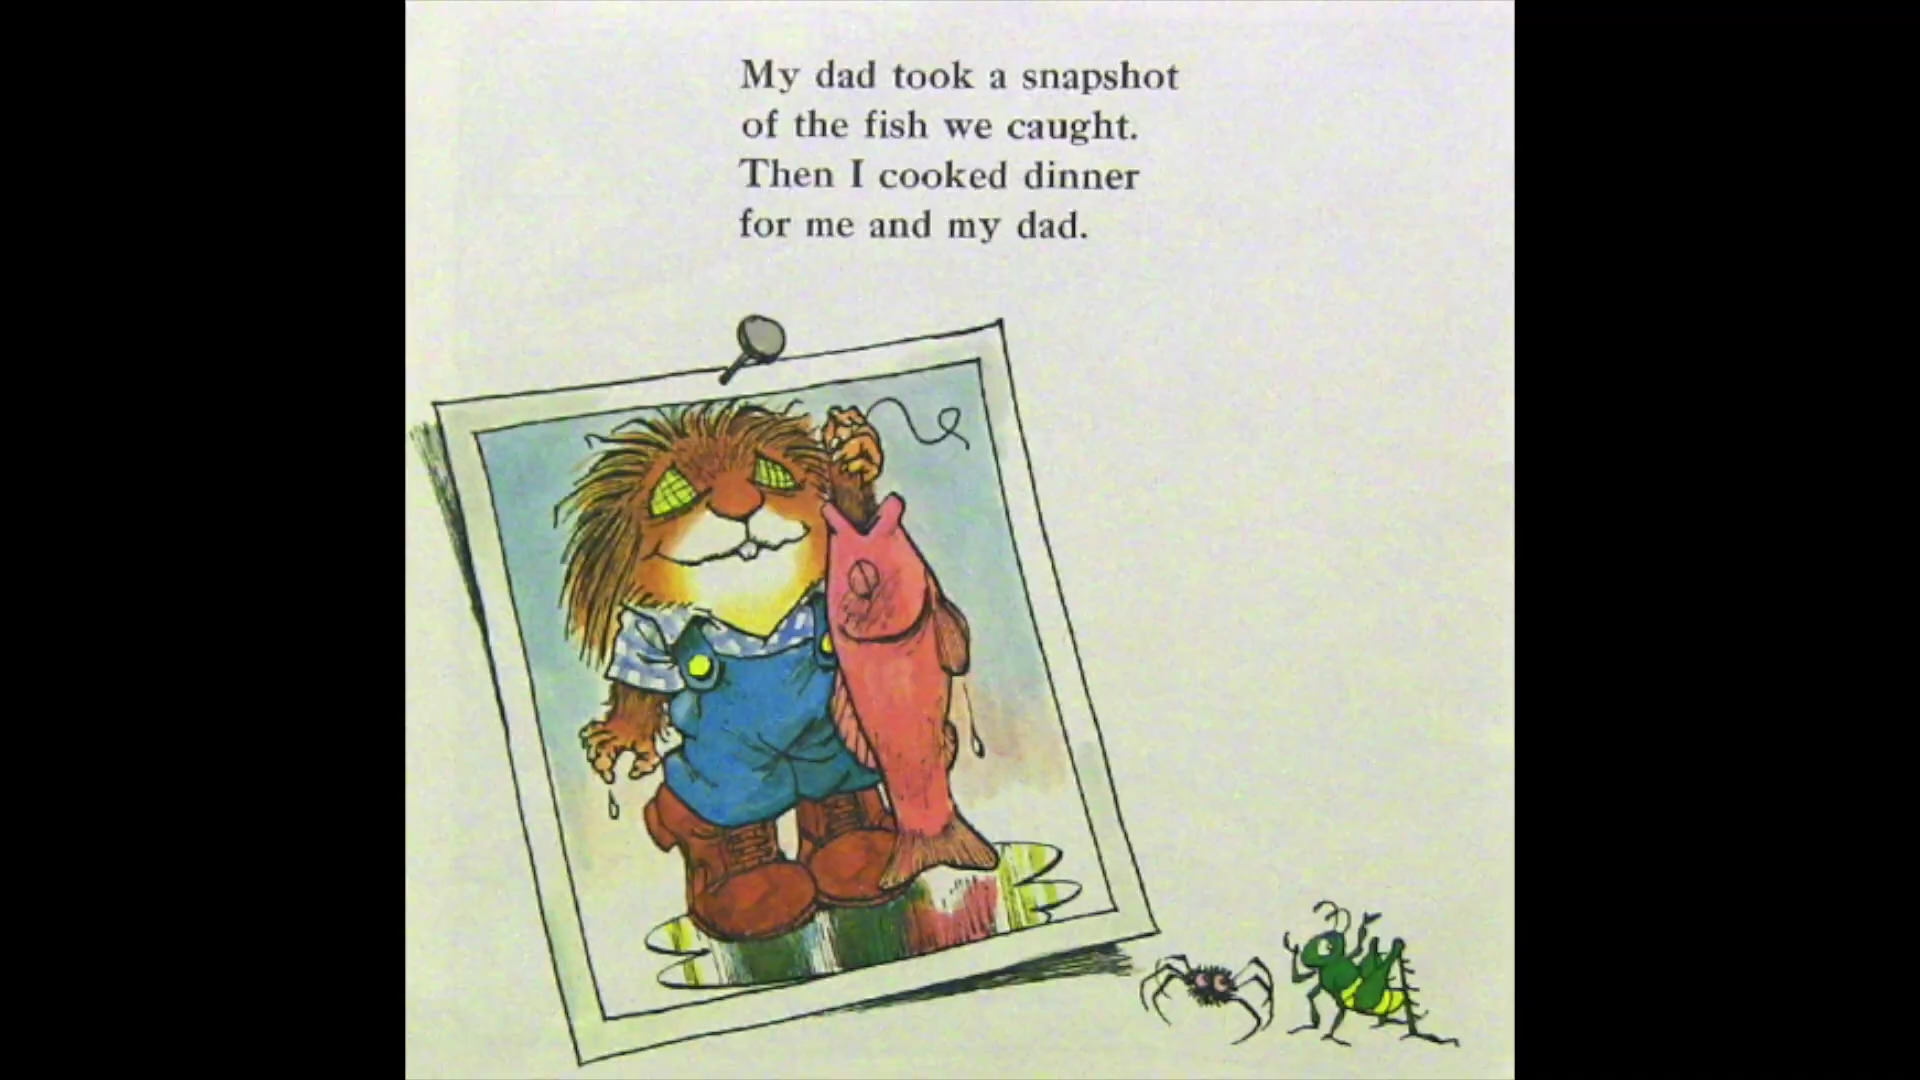 My dad took a snapshot
of the fish we caught.
Then I cooked dinner
for me and my dad.